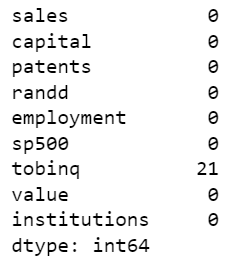 sales 0
capital 0
patents 0
randd 0
employment 0
sp500 0
tobinq 21
value 0
institutions 0
dtype: int64